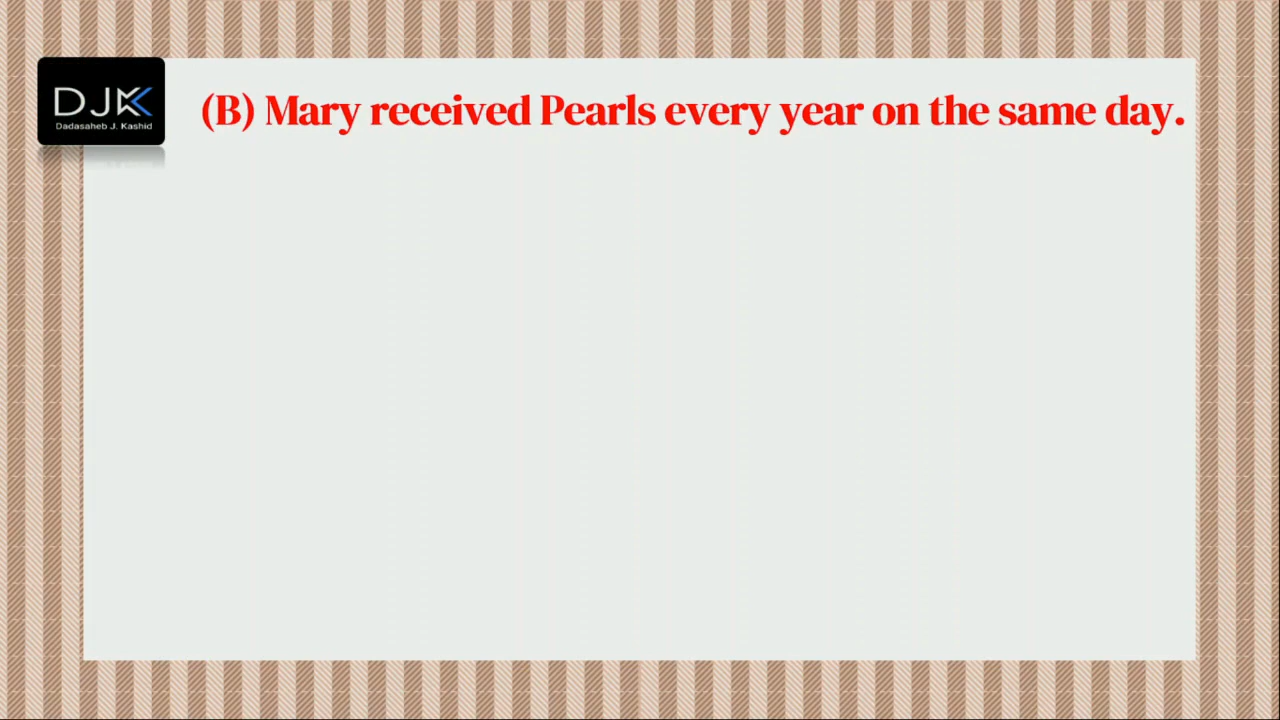 (B) Mary received Pearls every year on the same day.
DJK
Dadasaheb J. Kashid